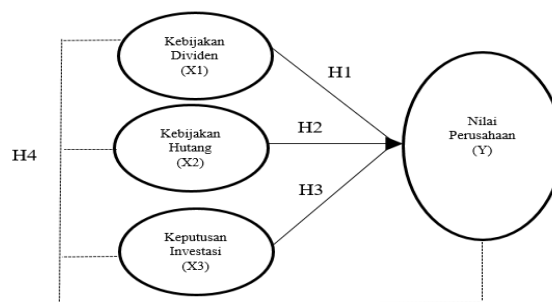 Kebijakan
Dividen
(X1)
H1
Kebijakan
Hutang
(X2)
H2
H4
Nilai
Perusahaan
(Y)
H3
Keputusan
Investasi
(X3)